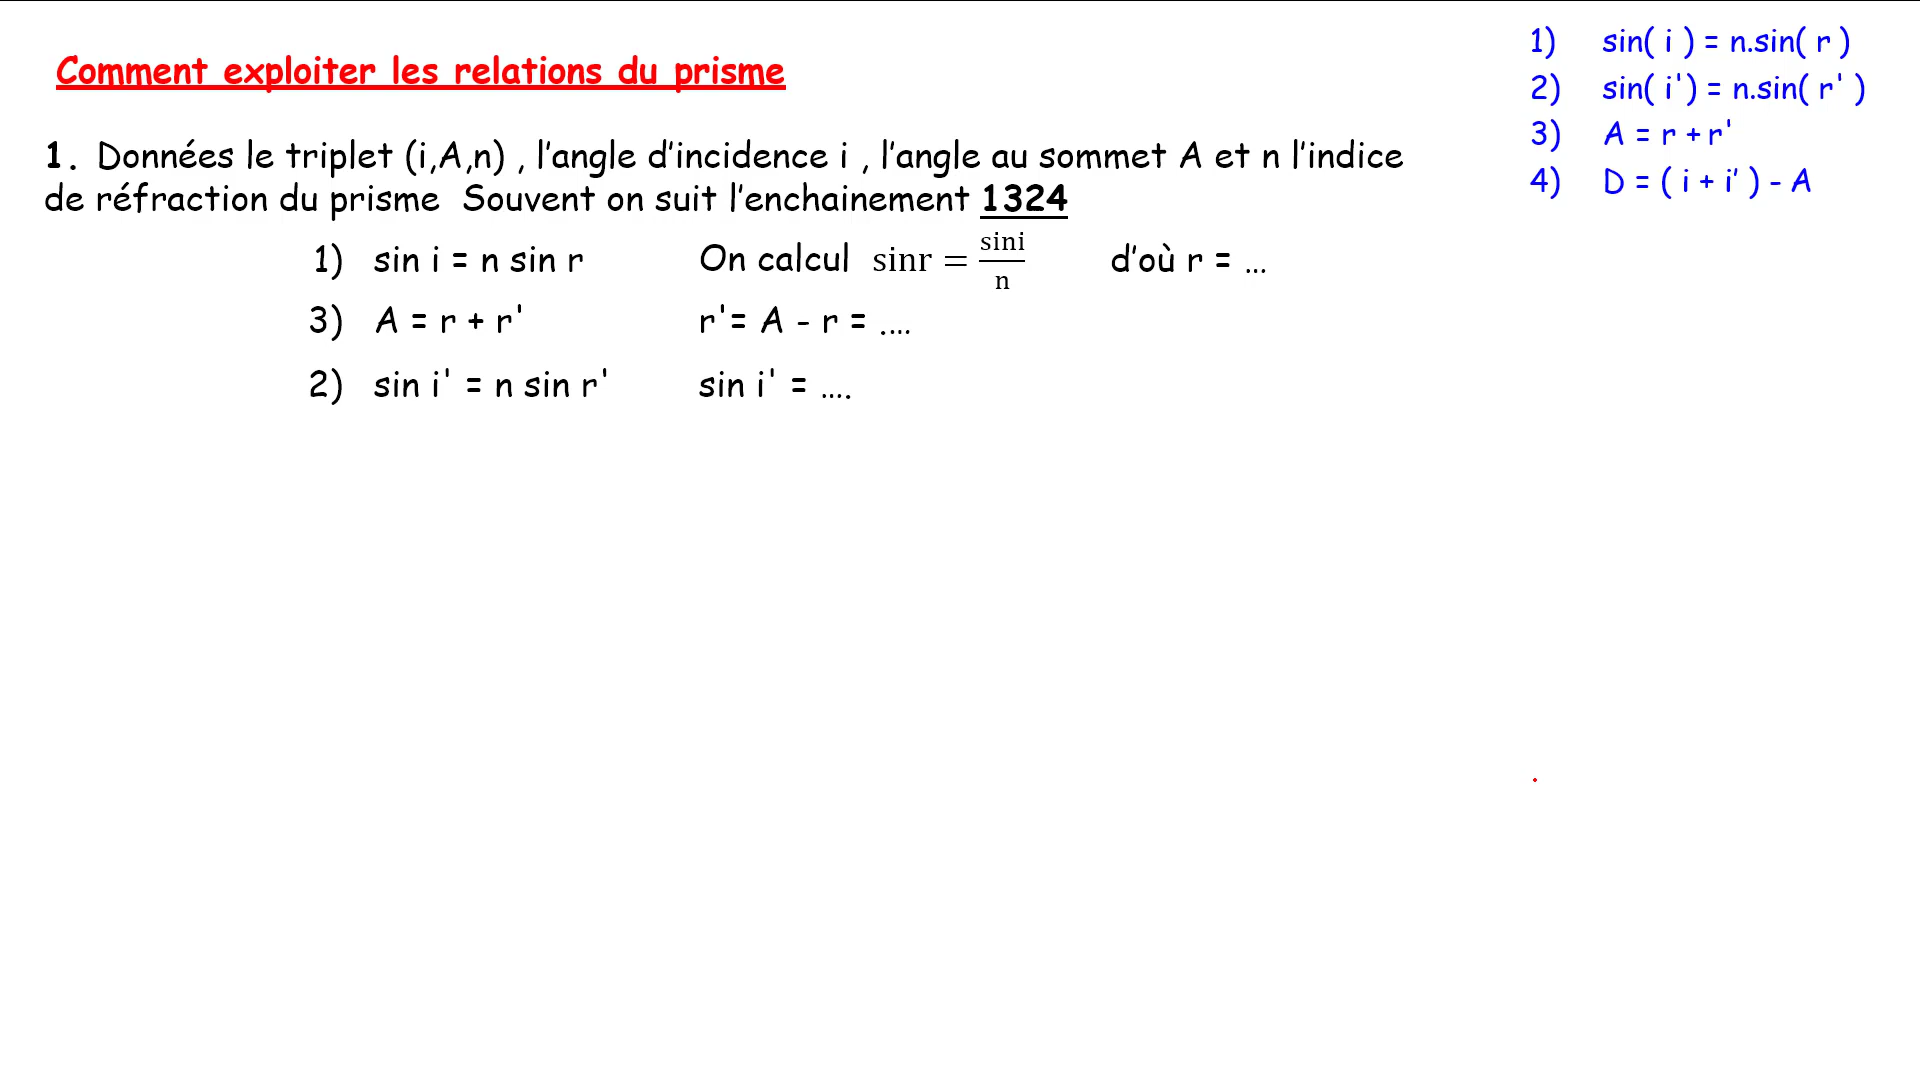 Comment exploiter les relations du prisme
1) sin( i ) = n.sin( r )
2) sin( i') = n.sin( r' )
3) A = r + r'
4) D = ( i + i’ ) - A
1. Données le triplet (i,A,n) , l’angle d’incidence i , l’angle au sommet A et n l’indice
de réfraction du prisme Souvent on suit l’enchainement 1324
1) sin i = n sin r On calcul sinr = sini/n d’où r = ...
3) A = r + r' r'= A - r = ....
2) sin i' = n sin r' sin i' = ....